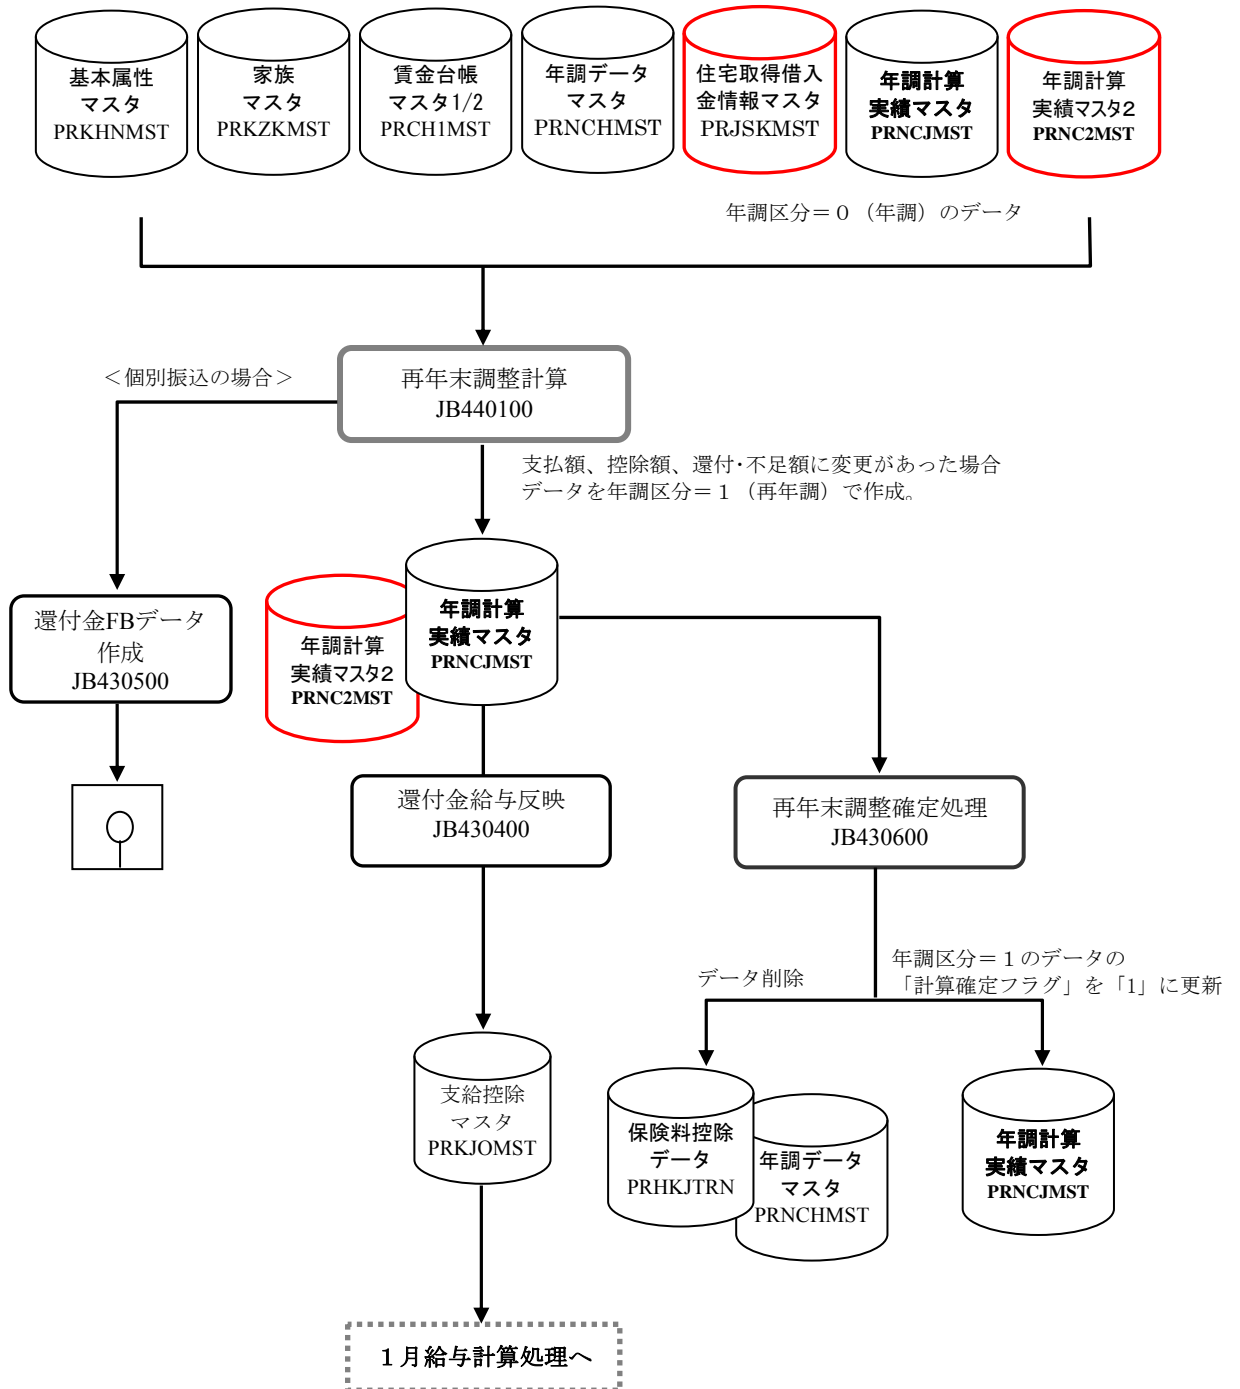 基本属性
マスタ
PRKHNMST
家族
マスタ
PRKZKMST
賃金台帳
マスタ1/2
PRCH1MST
年調データ
マスタ
PRNCHMST
住宅取得借入
金情報マスタ
PRJSKMST
年調計算
実績マスタ
PRNCJMST
年調計算
実績マスタ2
PRNC2MST
年調区分＝０（年調）のデータ
＜個別振込の場合＞
再年末調整計算
JB440100
支払額、控除額、還付・不足額に変更があった場合
データを年調区分＝１（再年調）で作成。
還付金FBデータ
作成
JB430500
年調計算
実績マスタ2
PRNC2MST
年調計算
実績マスタ
PRNCJMST
還付金給与反映
JB430400
再年末調整確定処理
JB430600
データ削除
年調区分＝１のデータの
「計算確定フラグ」を「1」に更新
支給控除
マスタ
PRKJOMST
保険料控除
データ
PRHKJTRN
年調データ
マスタ
PRNCHMST
年調計算
実績マスタ
PRNCJMST
１月給与計算処理へ